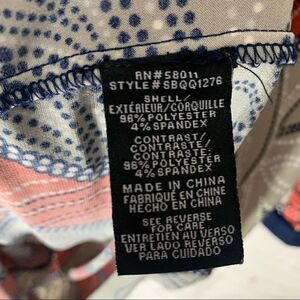 RN#58011
STYLE#SBQQ1276
SHELL/
EXTÉRIEUR/CORQUILLE
96% POLYESTER
4% SPANDEX
CONTRAST/
CONTRASTE/
CONTRASTE
96% POLYESTER
4% SPANDEX
MADE IN CHINA
FABRIQUÉ EN CHINE
HECHO EN CHINA
SEE REVERSE
FOR CARE
ENTRETIEN AU VERSO
VER LADO REVERSO
PARA CUIDADO